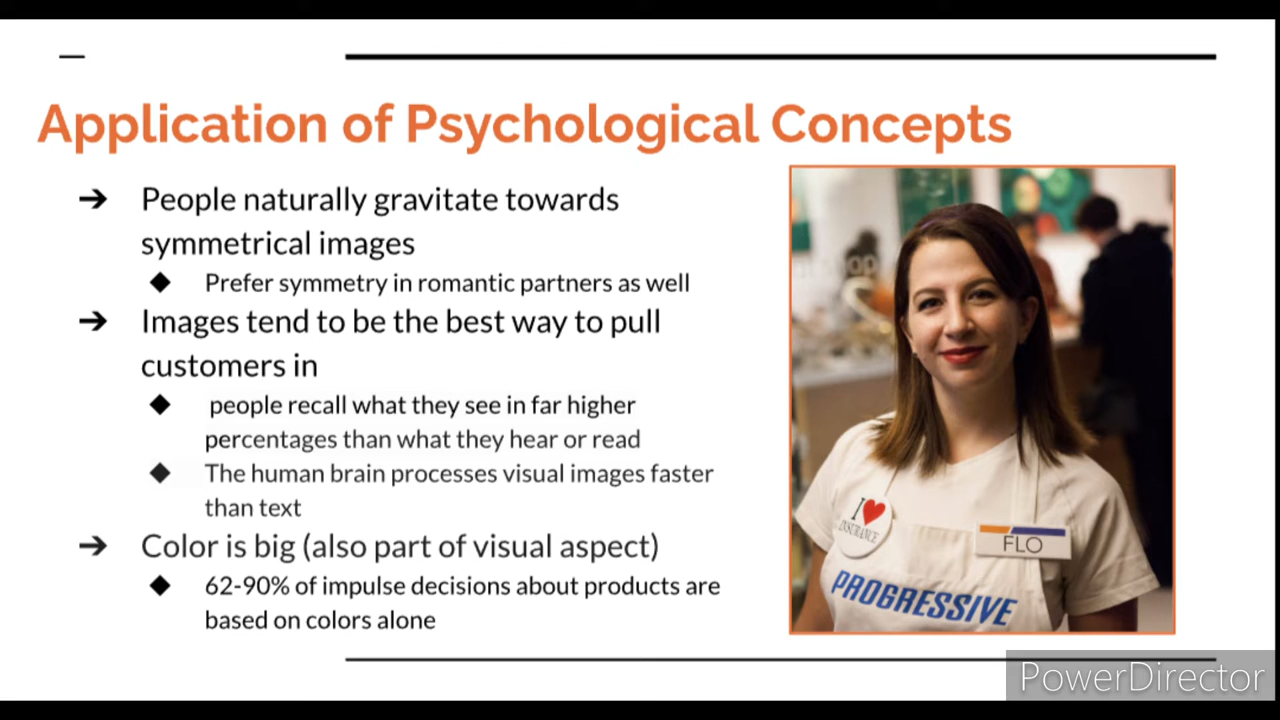 Application of Psychological Concepts
➔ People naturally gravitate towards
symmetrical images
◆ Prefer symmetry in romantic partners as well
➔ Images tend to be the best way to pull
customers in
◆ people recall what they see in far higher
percentages than what they hear or read
◆ The human brain processes visual images faster
than text
➔ Color is big (also part of visual aspect)
◆ 62-90% of impulse decisions about products are
based on colors alone
I ♥
INSURANCE
FLO
PROGRESSIVE
PowerDirector